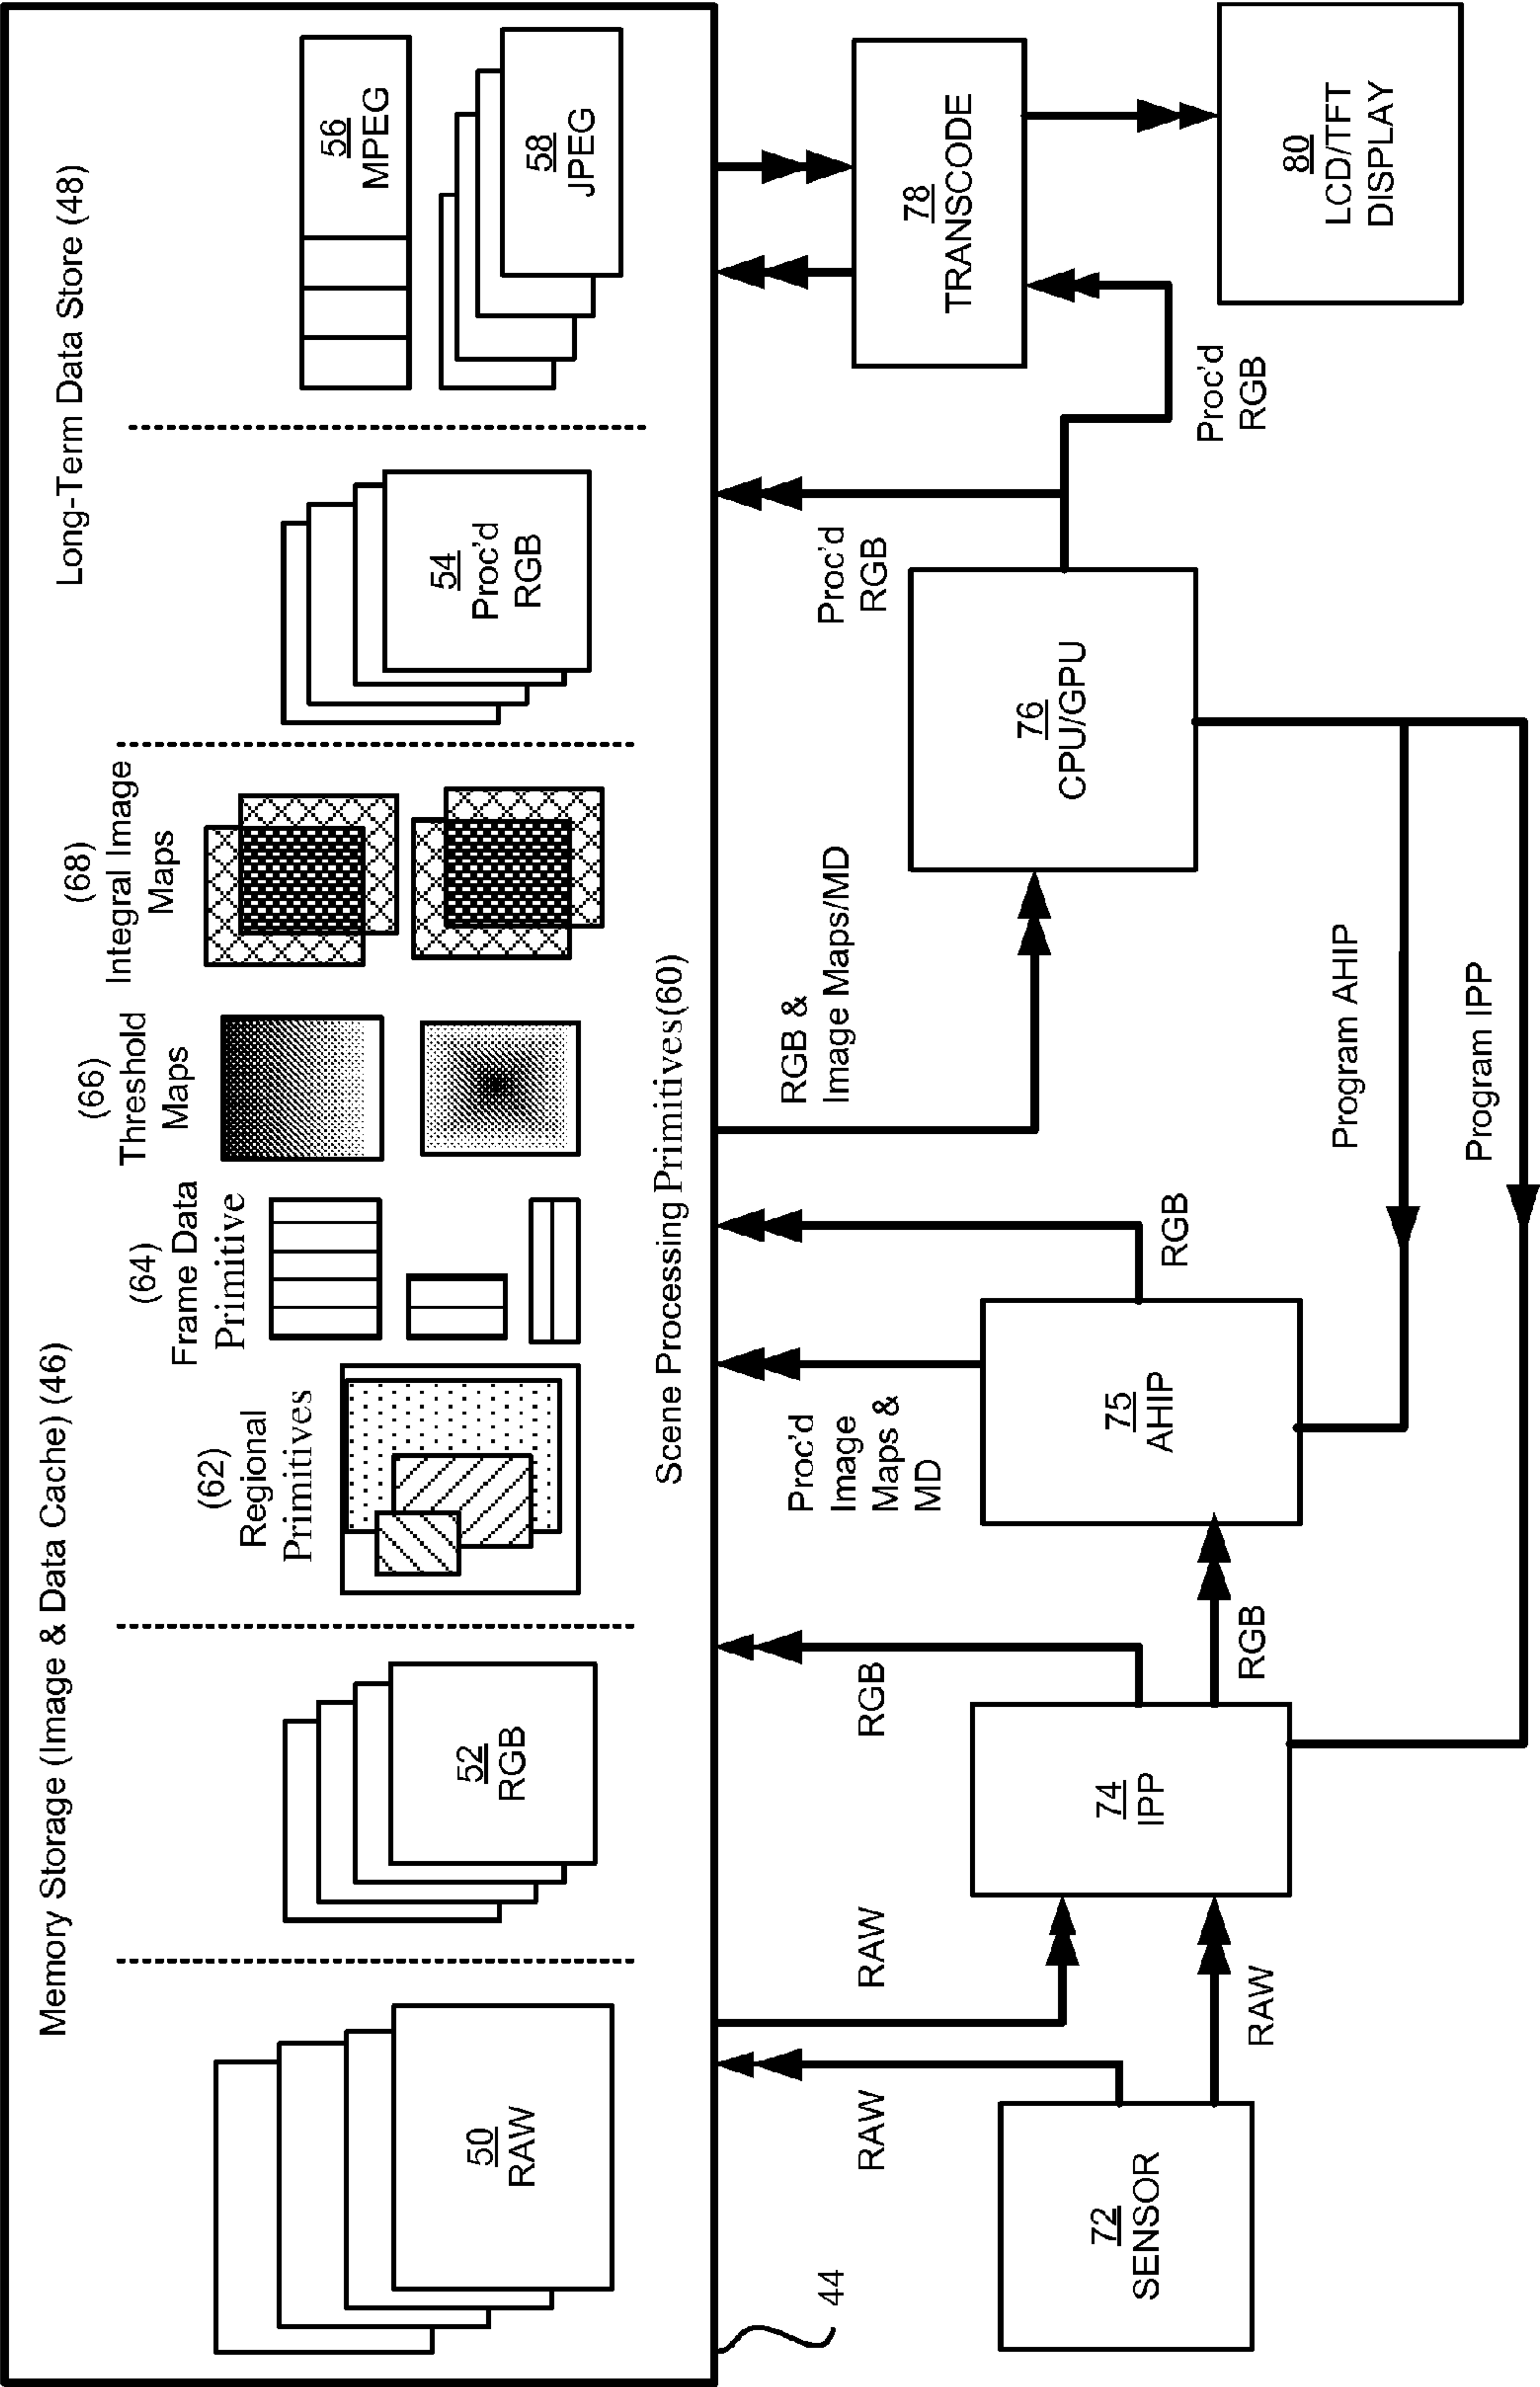 Memory Storage (Image & Data Cache) (46)
Long-Term Data Store (48)
50
RAW
52
RGB
(62)
Regional
Primitives
(64)
Frame Data
Primitive
(66)
Threshold
Maps
(68)
Integral Image
Maps
54
Proc'd
RGB
56
MPEG
58
JPEG
Scene Processing Primitives(60)
44
RAW
RAW
RGB
Proc'd
Image
Maps &
MD
RGB
RGB &
Image Maps/MD
Proc'd
RGB
72
SENSOR
RAW
74
IPP
RGB
75
AHIP
76
CPU/GPU
Proc'd
RGB
78
TRANSCODE
80
LCD/TFT
DISPLAY
Program AHIP
Program IPP